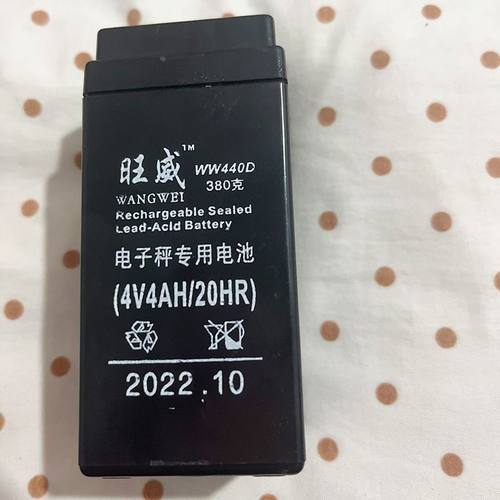 旺威™ WW440D
WANGWEI 380克
Rechargeable Sealed
Lead-Acid Battery
电子秤专用电池
(4V4AH/20HR)
2022.10